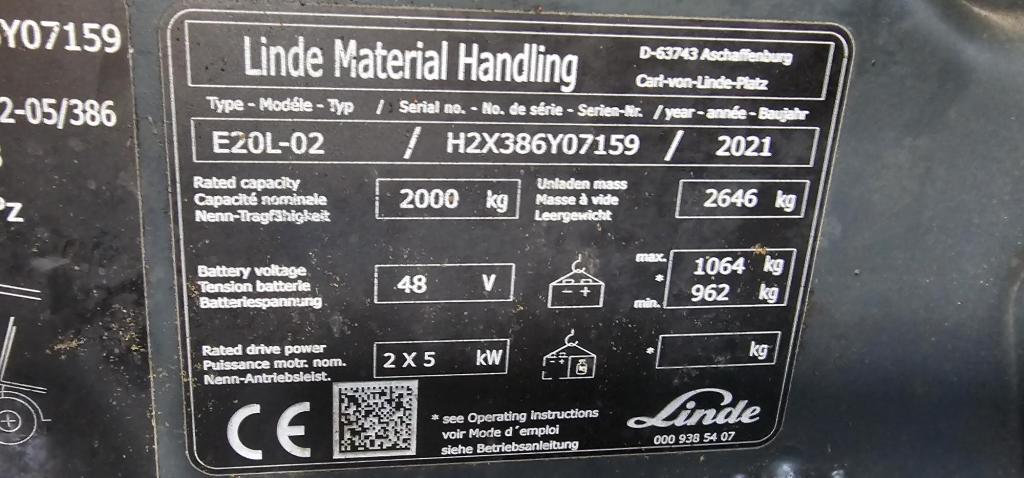 Y07159
2-05/386
Linde Material Handling
D-63743 Aschaffenburg
Carl-von-Linde-Platz
Type - Modéle - Typ / Serial no. - No. de série - Serien-Nr. / year - année - Baujahr
E20L-02 / H2X386Y07159 / 2021
Rated capacity
Capacité nominale
Nenn-Tragfähigkeit
2000 kg
Unladen mass
Masse à vide
Leergewicht
2646 kg
Battery voltage
Tension batterie
Batteriespannung
48 V
- +
max. 1064 kg
*
min. 962 kg
Rated drive power
Puissance motr. nom.
Nenn-Antriebsleist.
2 X 5 kW
* kg
CE
* see Operating Instructions
voir Mode d´emploi
siehe Betriebsanleitung
Linde
000 938 54 07